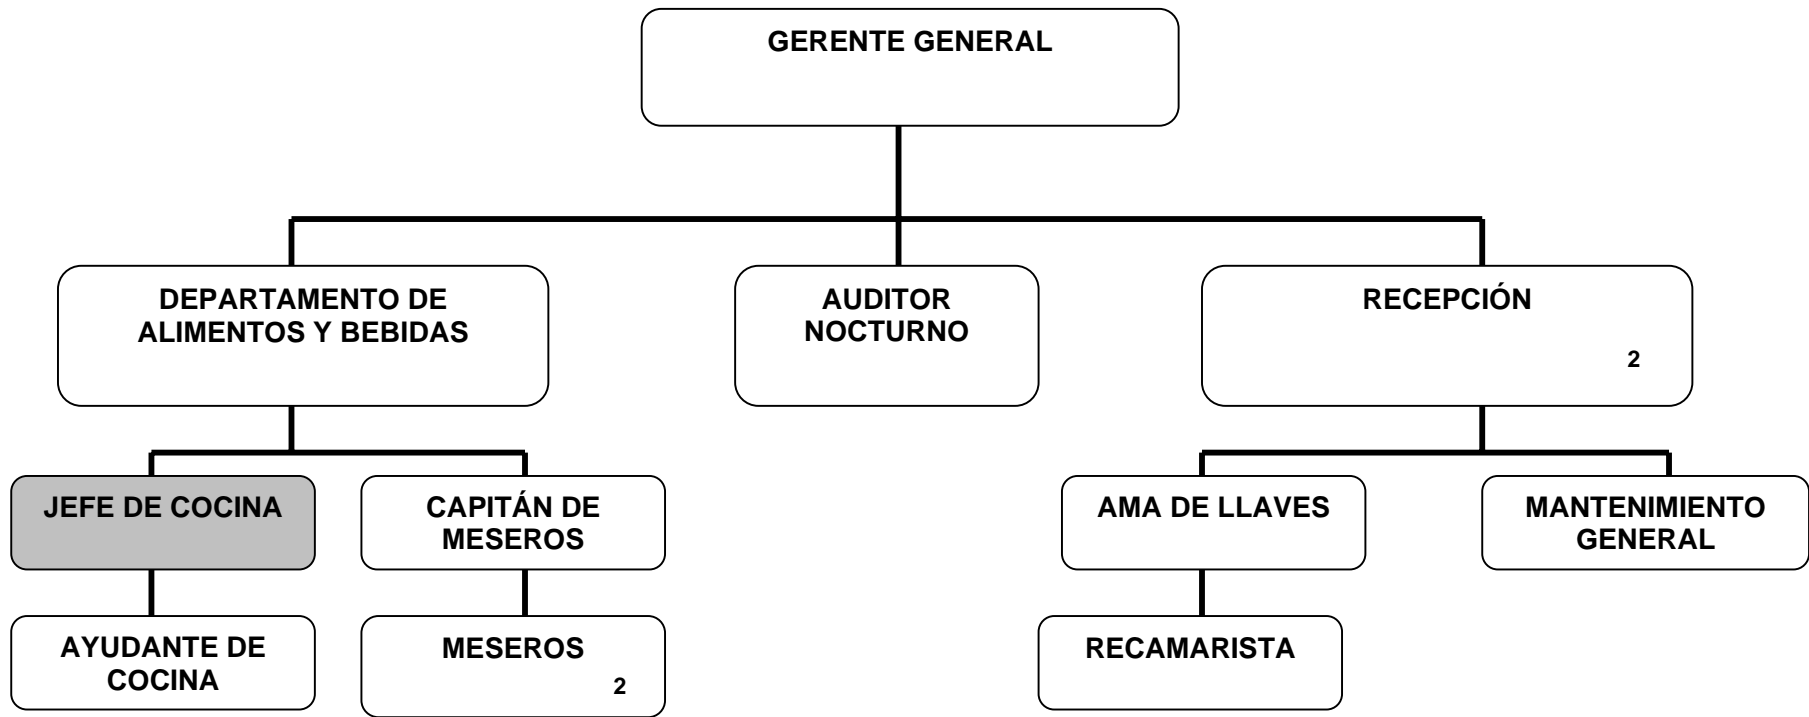 GERENTE GENERAL
DEPARTAMENTO DE
ALIMENTOS Y BEBIDAS
AUDITOR
NOCTURNO
RECEPCIÓN
2
JEFE DE COCINA
CAPITÁN DE
MESEROS
AMA DE LLAVES
MANTENIMIENTO
GENERAL
AYUDANTE DE
COCINA
MESEROS
2
RECAMARISTA